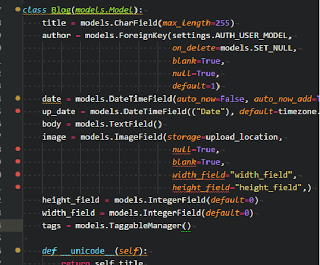 class Blog(models.Model):
title = models.CharField(max_length=255)
author = models.ForeignKey(settings.AUTH_USER_MODEL,
on_delete=models.SET_NULL,
blank=True,
null=True,
default=1)
date = models.DateTimeField(auto_now=False, auto_now_add=T
up_date = models.DateTimeField(("Date"), default=timezone.
body = models.TextField()
image = models.ImageField(storage=upload_location,
null=True,
blank=True,
width_field="width_field",
height_field="height_field",)
height_field = models.IntegerField(default=0)
width_field = models.IntegerField(default=0)
tags = models.TaggableManager()
def __unicode__(self):
return self.title